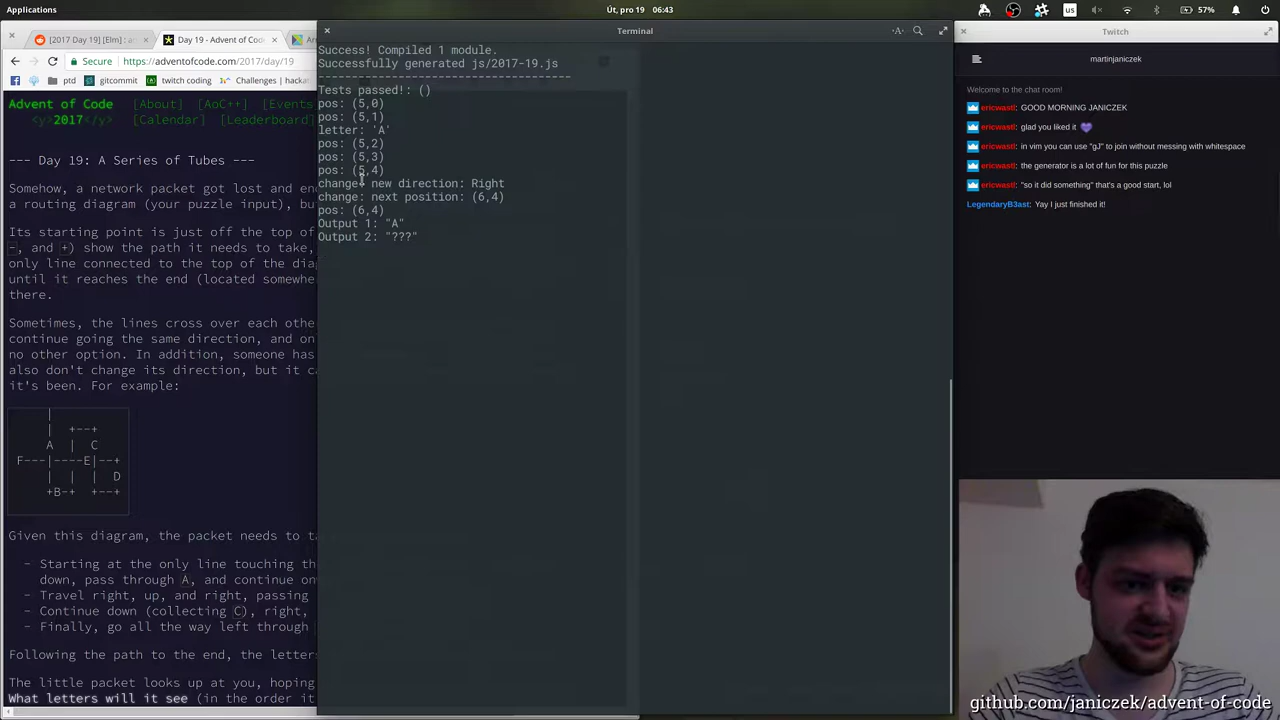 Applications
Út, pro 19 06:43
us
57%
[2017 Day 19] [Elm] : a
Day 19 - Advent of Cod
Terminal
Twitch
Secure
https://adventofcode.com/2017/day/19
ptd
gitcommit
twitch coding
Challenges | hacka
Advent of Code [About] [AoC++] [Events
<y>2017</y> [Calendar] [Leaderboard]
--- Day 19: A Series of Tubes ---
Somehow, a network packet got lost and en
a routing diagram (your puzzle input), bu
Its starting point is just off the top of
-, and +) show the path it needs to take,
only line connected to the top of the dia
until it reaches the end (located somewhe
there.
Sometimes, the lines cross over each othe
continue going the same direction, and on
no other option. In addition, someone has
also don't change its direction, but it c
it's been. For example:
|
| +--+
A | C
F---|----E|--+
| | | D
+B-+ +--+
Given this diagram, the packet needs to ta
- Starting at the only line touching th
down, pass through A, and continue on
- Travel right, up, and right, passing
- Continue down (collecting C), right,
- Finally, go all the way left through
Following the path to the end, the letters
The little packet looks up at you, hoping
What letters will it see (in the order it
Success! Compiled 1 module.
Successfully generated js/2017-19.js
------------------------------------------------
Tests passed!: ()
pos: (5,0)
pos: (5,1)
letter: 'A'
pos: (5,2)
pos: (5,3)
pos: (5,4)
change: new direction: Right
change: next position: (6,4)
pos: (6,4)
Output 1: "A"
Output 2: "???"
martinjaniczek
Welcome to the chat room!
ericwastl: GOOD MORNING JANICZEK
ericwastl: glad you liked it
ericwastl: in vim you can use "gJ" to join without messing with whitespace
ericwastl: the generator is a lot of fun for this puzzle
ericwastl: "so it did something" that's a good start, lol
LegendaryB3ast: Yay I just finished it!
github.com/janiczek/advent-of-code